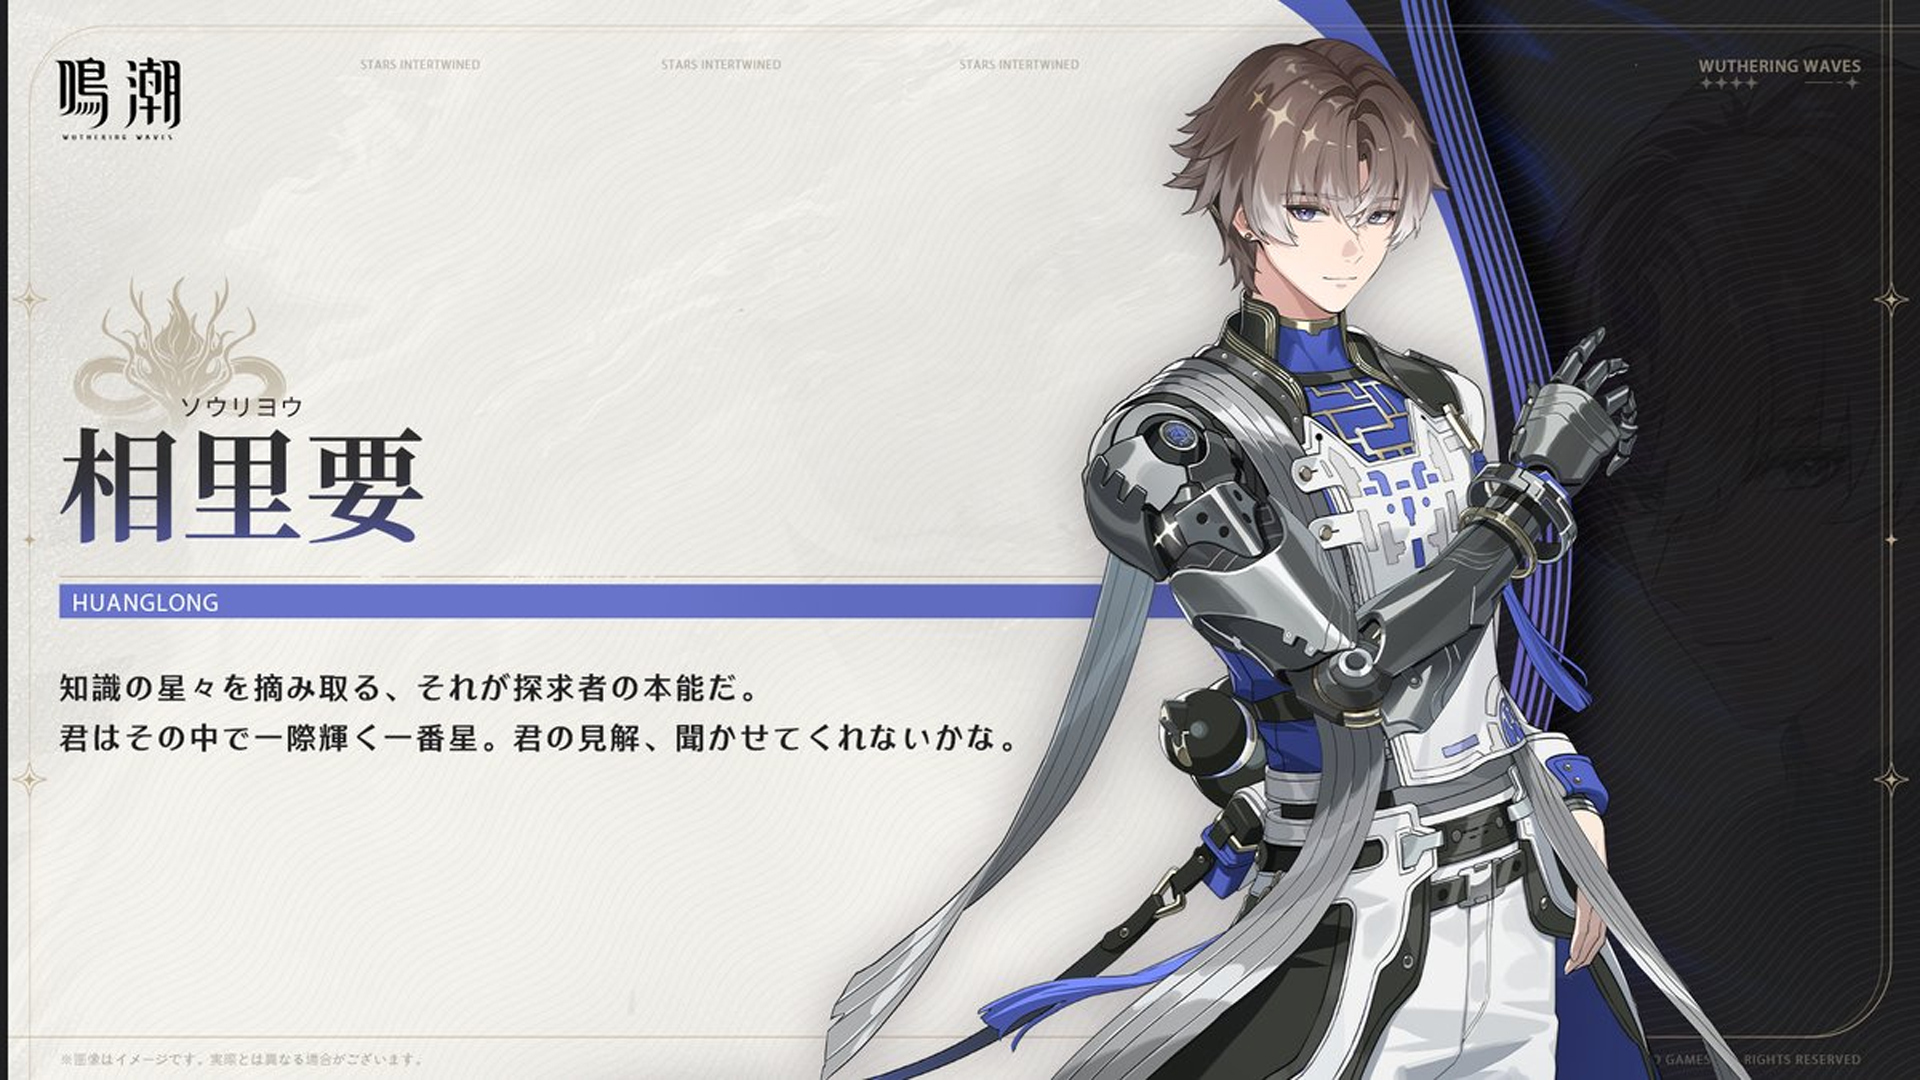 鳴潮
WUTHERING WAVES
STARS INTERTWINED
STARS INTERTWINED
STARS INTERTWINED
WUTHERING WAVES
ソウリヨウ
相里要
HUANGLONG
知識の星々を摘み取る、それが探求者の本能だ。
君はその中で一際輝く一番星。君の見解、聞かせてくれないかな。
※画像はイメージです。実際とは異なる場合がございます。
GAMES RIGHTS RESERVED